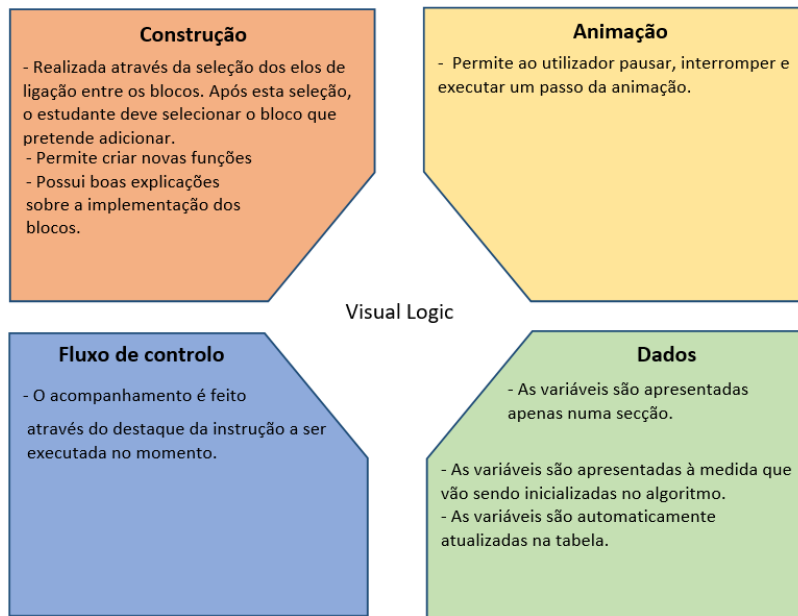 Construção
- Realizada através da seleção dos elos de
ligação entre os blocos. Após esta seleção,
o estudante deve selecionar o bloco que
pretende adicionar.
- Permite criar novas funções
- Possui boas explicações
sobre a implementação dos
blocos.
Animação
- Permite ao utilizador pausar, interromper e
executar um passo da animação.
Visual Logic
Fluxo de controlo
- O acompanhamento é feito
através do destaque da instrução a ser
executada no momento.
Dados
- As variáveis são apresentadas
apenas numa secção.
- As variáveis são apresentadas à medida que
vão sendo inicializadas no algoritmo.
- As variáveis são automaticamente
atualizadas na tabela.